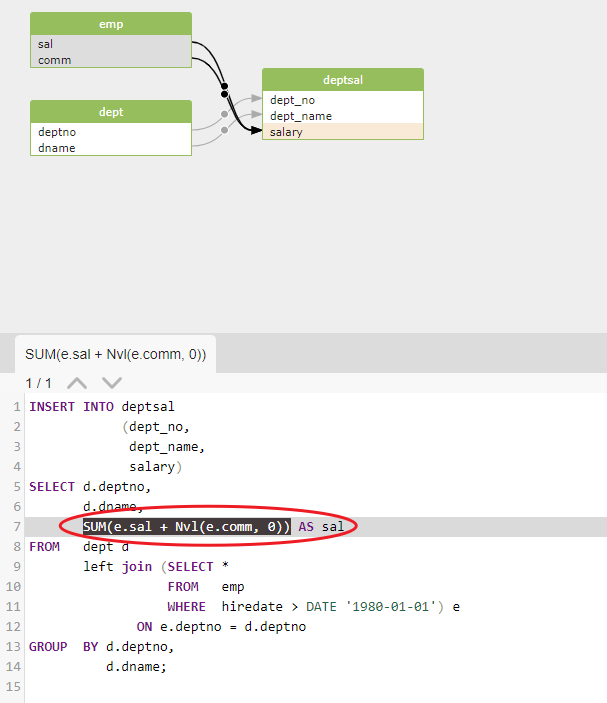 emp
sal
comm
dept
deptno
dname
deptsal
dept_no
dept_name
salary
SUM(e.sal + Nvl(e.comm, 0))
1 / 1
1 INSERT INTO deptsal
2             (dept_no,
3              dept_name,
4              salary)
5 SELECT d.deptno,
6        d.dname,
7        SUM(e.sal + Nvl(e.comm, 0)) AS sal
8 FROM   dept d
9        left join (SELECT *
10                   FROM   emp
11                   WHERE  hiredate > DATE '1980-01-01') e
12               ON e.deptno = d.deptno
13 GROUP  BY d.deptno,
14           d.dname;
15